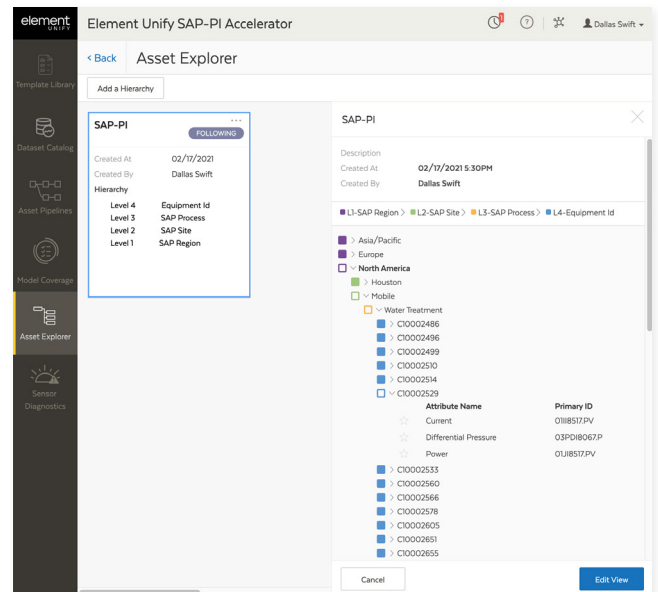 element
UNIFY
Element Unify SAP-PI Accelerator
1
?
Dallas Swift
Template Library
Dataset Catalog
Asset Pipelines
Model Coverage
Asset Explorer
Sensor
Diagnostics
< Back
Asset Explorer
Add a Hierarchy
SAP-PI
...
FOLLOWING
Created At 02/17/2021
Created By Dallas Swift
Hierarchy
Level 4 Equipment Id
Level 3 SAP Process
Level 2 SAP Site
Level 1 SAP Region
SAP-PI
Description
Created At 02/17/2021 5:30PM
Created By Dallas Swift
L1-SAP Region > L2-SAP Site > L3-SAP Process > L4-Equipment Id
> Asia/Pacific
> Europe
North America
> Houston
Mobile
Water Treatment
> C10002486
> C10002496
> C10002499
> C10002510
> C10002514
C10002529
Attribute Name Primary ID
Current 01II8517.PV
Differential Pressure 03PDI8067.P
Power 01JI8517.PV
> C10002533
> C10002560
> C10002566
> C10002578
> C10002605
> C10002651
> C10002655
Cancel
Edit View